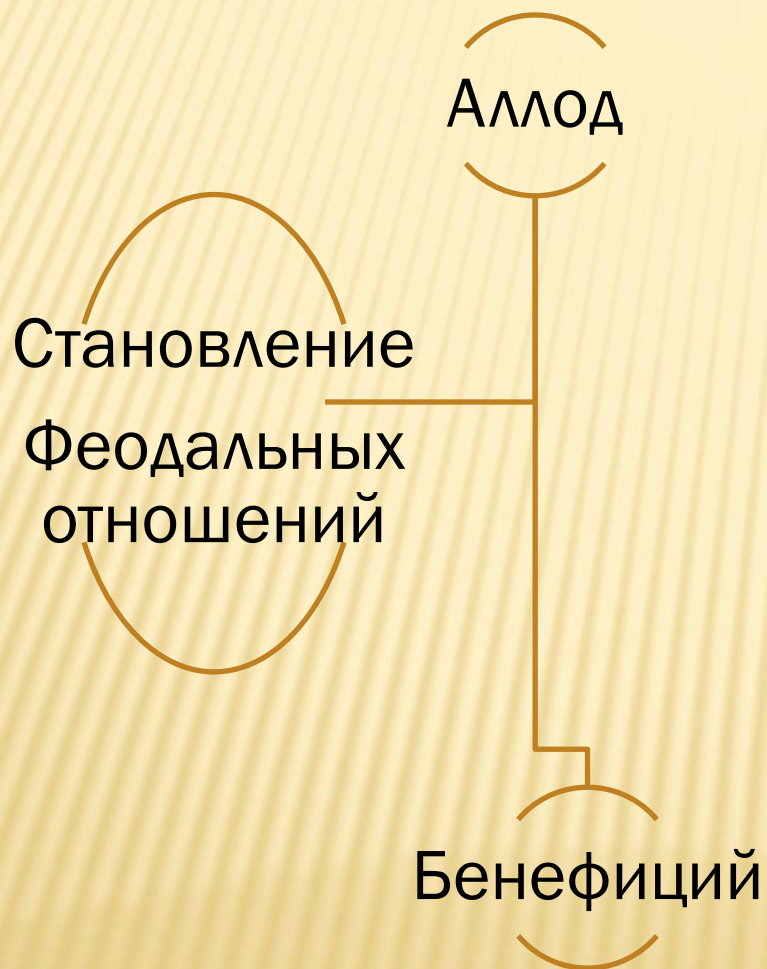 Аллод
Становление
Феодальных
отношений
Бенефиций